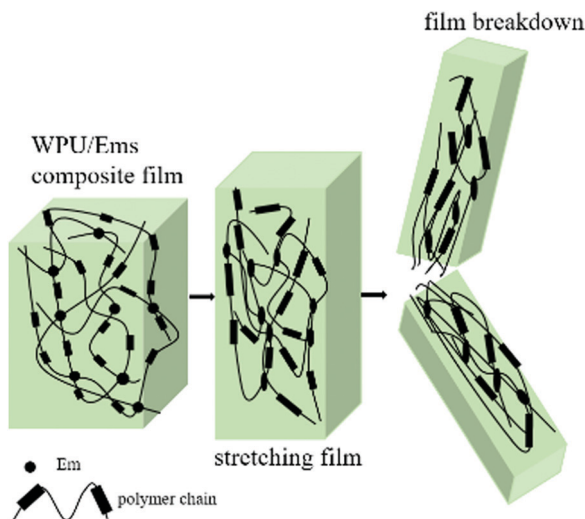 film breakdown
WPU/Ems
composite film
stretching film
Em
polymer chain